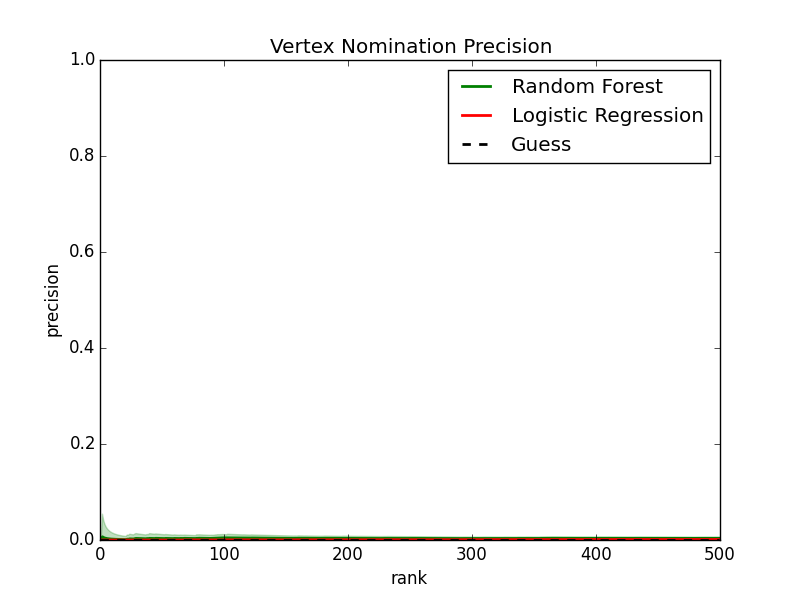 Vertex Nomination Precision
1.0
Random Forest
Logistic Regression
Guess
0.8
0.6
precision
0.4
0.2
0.0
0 100 200 300 400 500
rank